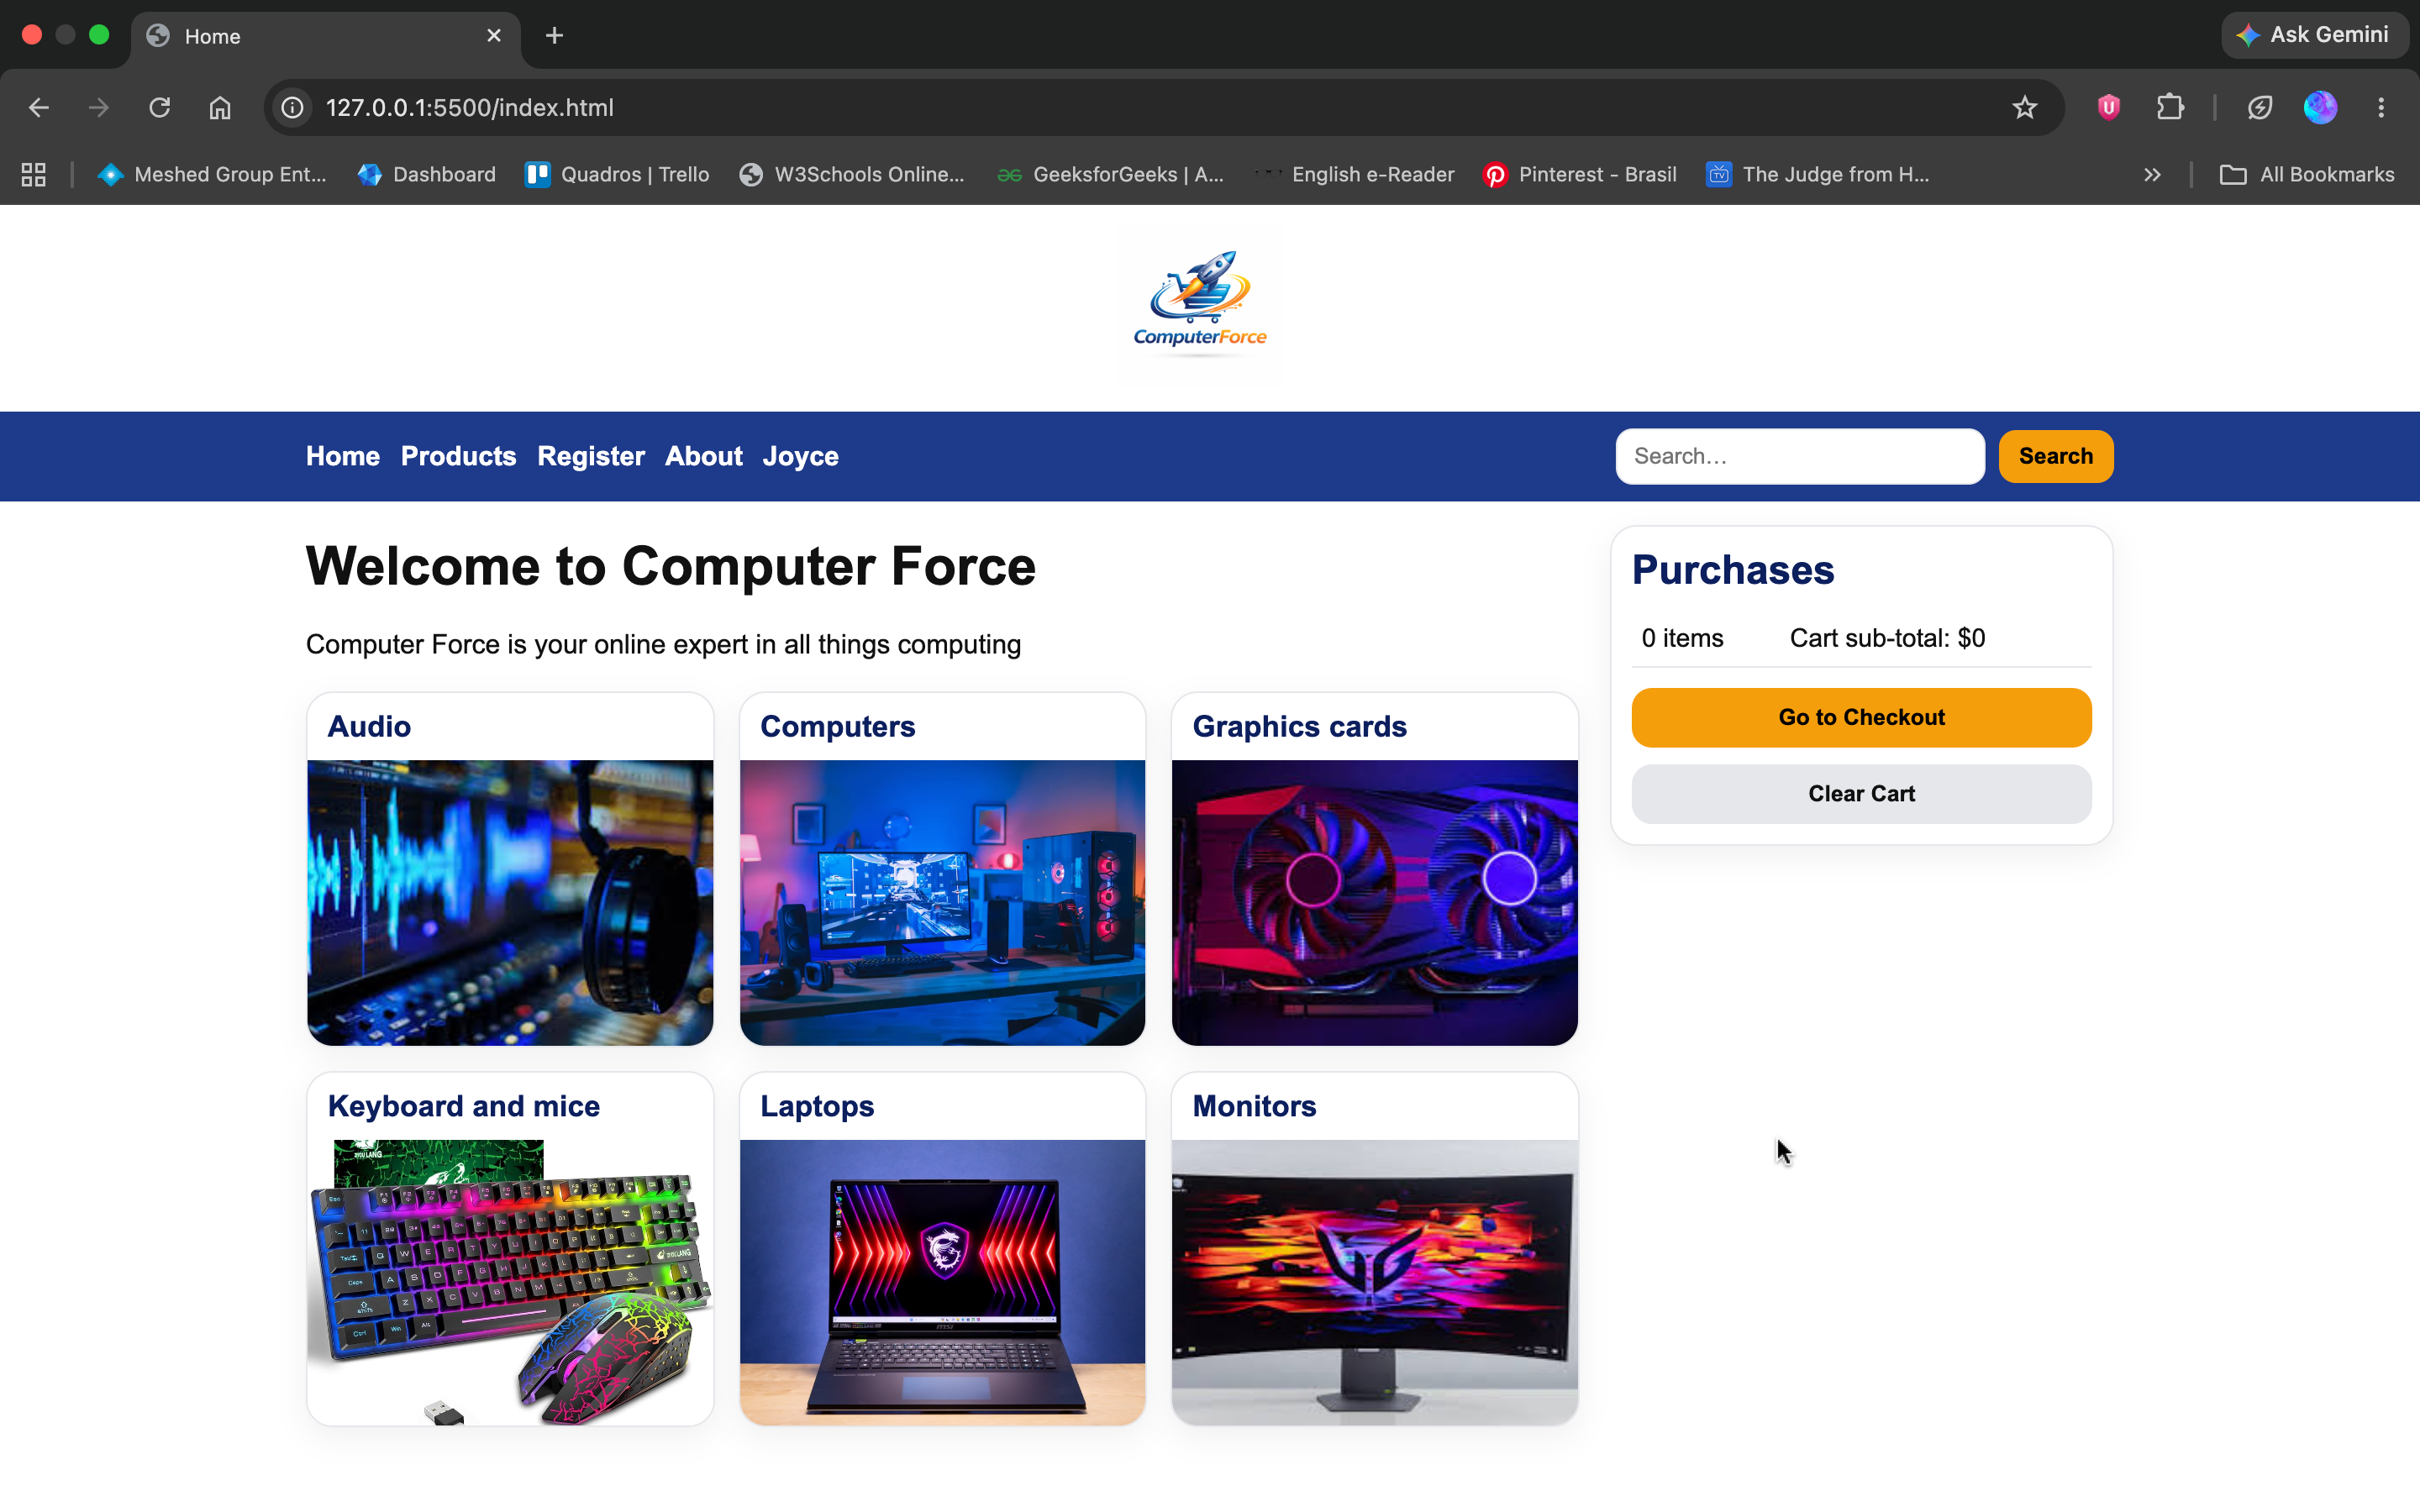 Home
Ask Gemini
127.0.0.1:5500/index.html
Meshed Group Ent...
Dashboard
Quadros | Trello
W3Schools Online...
GeeksforGeeks | A...
English e-Reader
Pinterest - Brasil
The Judge from H...
All Bookmarks
ComputerForce
Home Products Register About Joyce
Search...
Search
Welcome to Computer Force
Computer Force is your online expert in all things computing
Purchases
0 items Cart sub-total: $0
Go to Checkout
Clear Cart
Audio
Computers
Graphics cards
Keyboard and mice
Laptops
Monitors